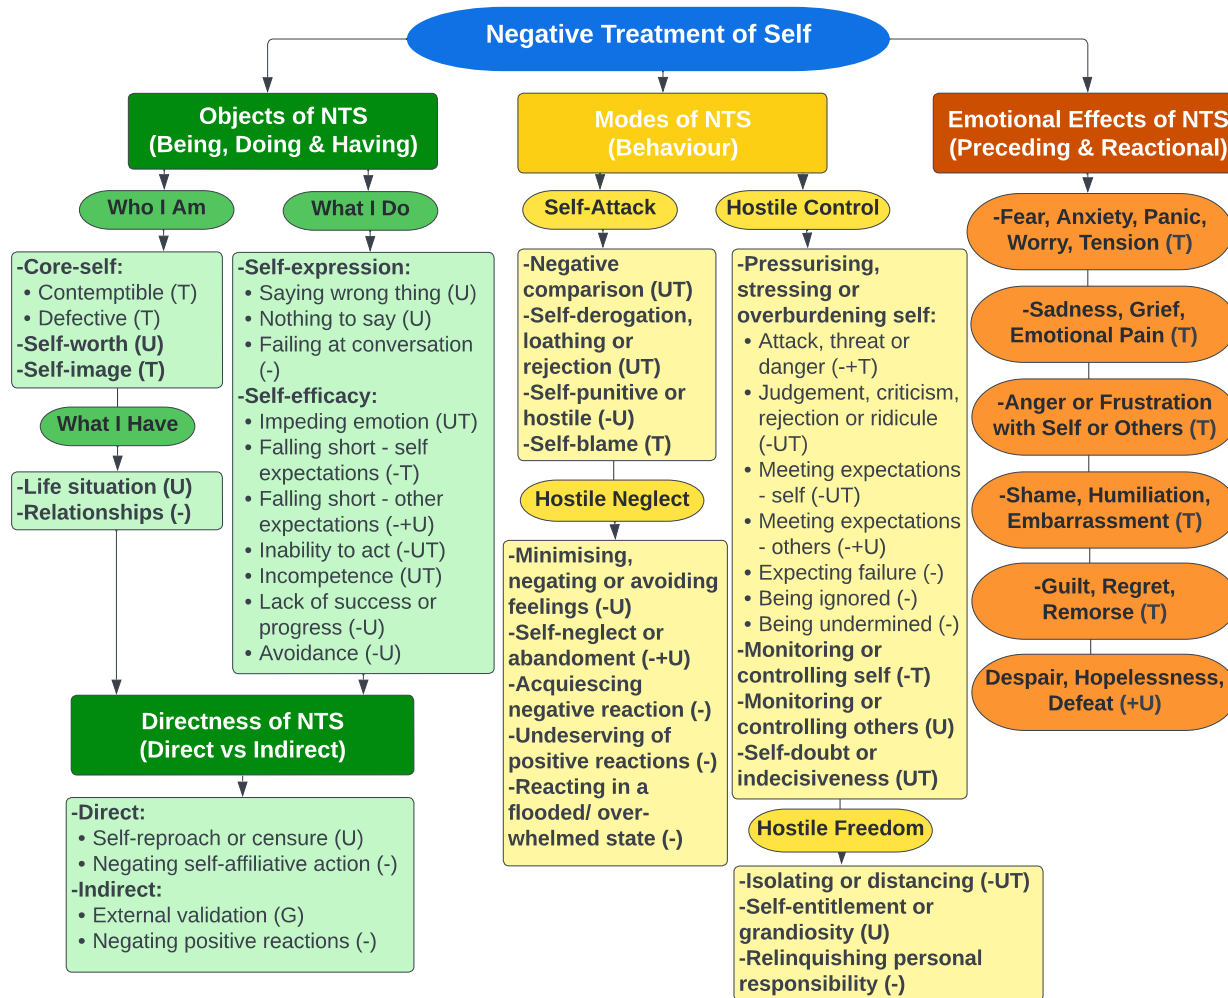 Negative Treatment of Self
Objects of NTS
(Being, Doing & Having)
Who I Am
-Core-self:
• Contemptible (T)
• Defective (T)
-Self-worth (U)
-Self-image (T)
What I Have
-Life situation (U)
-Relationships (-)
What I Do
-Self-expression:
• Saying wrong thing (U)
• Nothing to say (U)
• Failing at conversation
(-)
-Self-efficacy:
• Impeding emotion (UT)
• Falling short - self
expectations (-T)
• Falling short - other
expectations (-+U)
• Inability to act (-UT)
• Incompetence (UT)
• Lack of success or
progress (-U)
• Avoidance (-U)
Directness of NTS
(Direct vs Indirect)
-Direct:
• Self-reproach or censure (U)
• Negating self-affiliative action (-)
-Indirect:
• External validation (G)
• Negating positive reactions (-)
Modes of NTS
(Behaviour)
Self-Attack
-Negative
comparison (UT)
-Self-derogation,
loathing or
rejection (UT)
-Self-punitive or
hostile (-U)
-Self-blame (T)
Hostile Neglect
-Minimising,
negating or avoiding
feelings (-U)
-Self-neglect or
abandoment (-+U)
-Acquiescing
negative reaction (-)
-Undeserving of
positive reactions (-)
-Reacting in a
flooded/ over-
whelmed state (-)
Hostile Control
-Pressurising,
stressing or
overburdening self:
• Attack, threat or
danger (-+T)
• Judgement, criticism,
rejection or ridicule
(-UT)
• Meeting expectations
- self (-UT)
• Meeting expectations
- others (-+U)
• Expecting failure (-)
• Being ignored (-)
• Being undermined (-)
-Monitoring or
controlling self (-T)
-Monitoring or
controlling others (U)
-Self-doubt or
indecisiveness (UT)
Hostile Freedom
-Isolating or distancing (-UT)
-Self-entitlement or
grandiosity (U)
-Relinquishing personal
responsibility (-)
Emotional Effects of NTS
(Preceding & Reactional)
-Fear, Anxiety, Panic,
Worry, Tension (T)
-Sadness, Grief,
Emotional Pain (T)
-Anger or Frustration
with Self or Others (T)
-Shame, Humiliation,
Embarrassment (T)
-Guilt, Regret,
Remorse (T)
Despair, Hopelessness,
Defeat (+U)